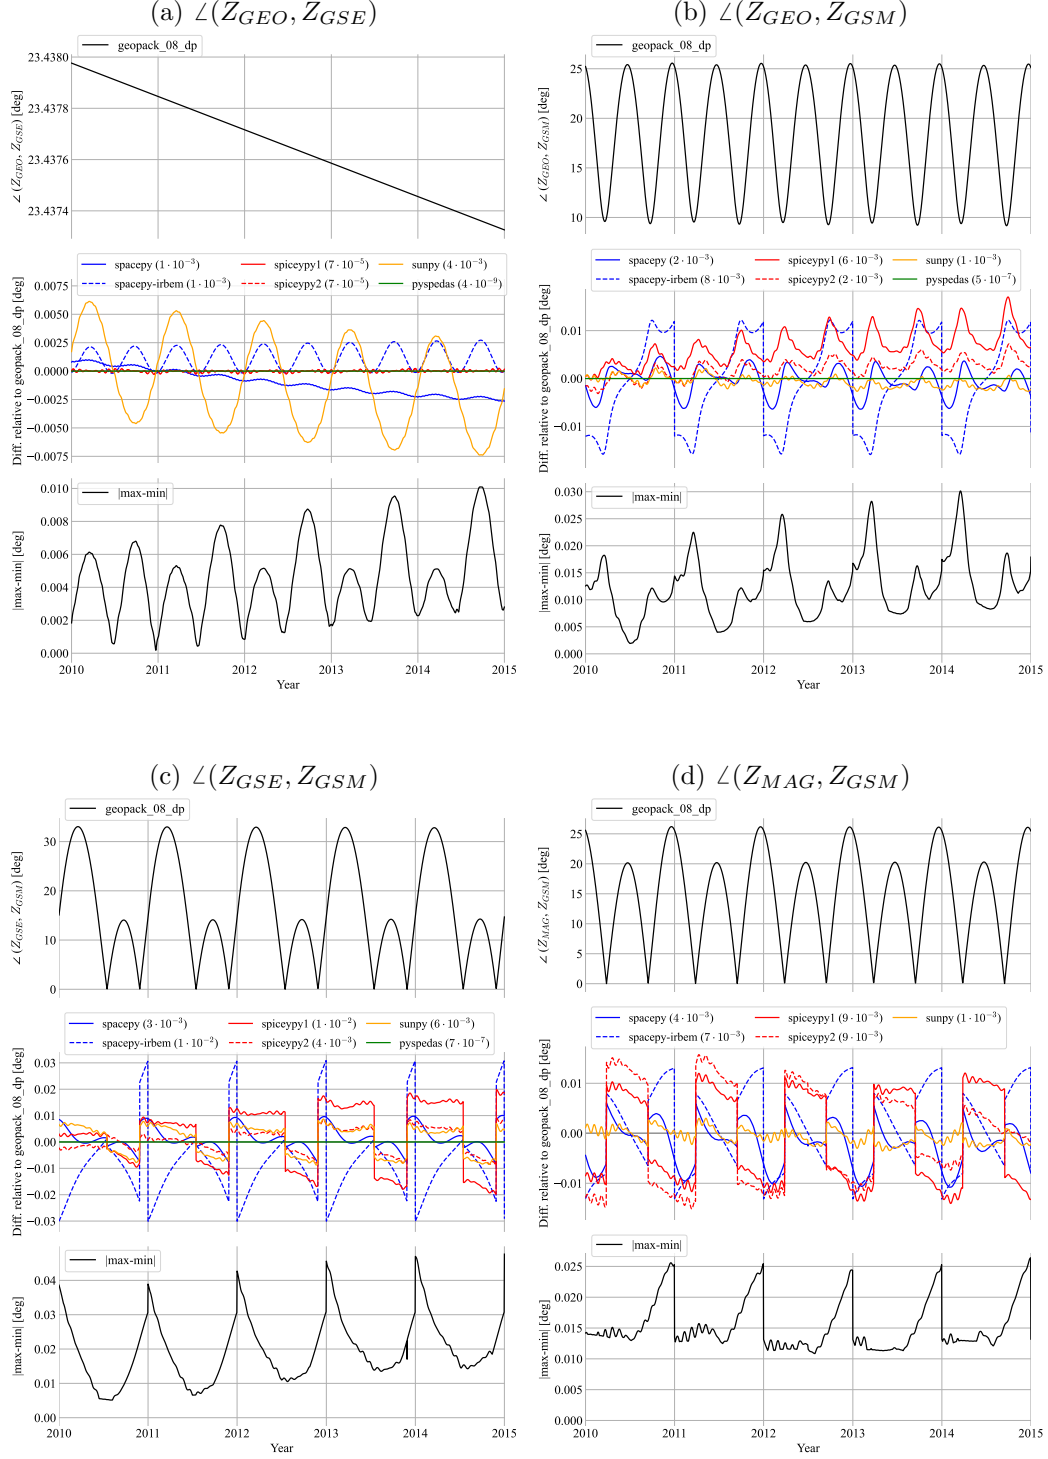 (a) ∠(Z_GEO, Z_GSE)
geopack_08_dp
23.4380
23.4378
23.4376
23.4374
∠ (Z_GEO, Z_GSE) [deg]
spacepy (1 · 10⁻³)
spiceypy1 (7 · 10⁻⁵)
sunpy (4 · 10⁻³)
spacepy-irbem (1 · 10⁻³)
spiceypy2 (7 · 10⁻⁵)
pyspedas (4 · 10⁻⁹)
0.0075
0.0050
0.0025
0.0000
−0.0025
−0.0050
−0.0075
Diff. relative to geopack_08_dp [deg]
|max-min|
0.010
0.008
0.006
0.004
0.002
0.000
|max-min| [deg]
2010 2011 2012 2013 2014 2015
Year
(b) ∠(Z_GEO, Z_GSM)
geopack_08_dp
25
20
15
10
∠ (Z_GEO, Z_GSM) [deg]
spacepy (2 · 10⁻³)
spiceypy1 (6 · 10⁻³)
sunpy (1 · 10⁻³)
spacepy-irbem (8 · 10⁻³)
spiceypy2 (2 · 10⁻³)
pyspedas (5 · 10⁻⁷)
0.01
0.00
−0.01
Diff. relative to geopack_08_dp [deg]
|max-min|
0.030
0.025
0.020
0.015
0.010
0.005
0.000
|max-min| [deg]
2010 2011 2012 2013 2014 2015
Year
(c) ∠(Z_GSE, Z_GSM)
geopack_08_dp
30
20
10
0
∠ (Z_GSE, Z_GSM) [deg]
spacepy (3 · 10⁻³)
spiceypy1 (1 · 10⁻²)
sunpy (6 · 10⁻³)
spacepy-irbem (1 · 10⁻²)
spiceypy2 (4 · 10⁻³)
pyspedas (7 · 10⁻⁷)
0.03
0.02
0.01
0.00
−0.01
−0.02
−0.03
Diff. relative to geopack_08_dp [deg]
|max-min|
0.04
0.03
0.02
0.01
0.00
|max-min| [deg]
2010 2011 2012 2013 2014 2015
Year
(d) ∠(Z_MAG, Z_GSM)
geopack_08_dp
25
20
15
10
5
0
∠ (Z_MAG, Z_GSM) [deg]
spacepy (4 · 10⁻³)
spiceypy1 (9 · 10⁻³)
sunpy (1 · 10⁻³)
spacepy-irbem (7 · 10⁻³)
spiceypy2 (9 · 10⁻³)
0.01
0.00
−0.01
Diff. relative to geopack_08_dp [deg]
|max-min|
0.025
0.020
0.015
0.010
0.005
0.000
|max-min| [deg]
2010 2011 2012 2013 2014 2015
Year